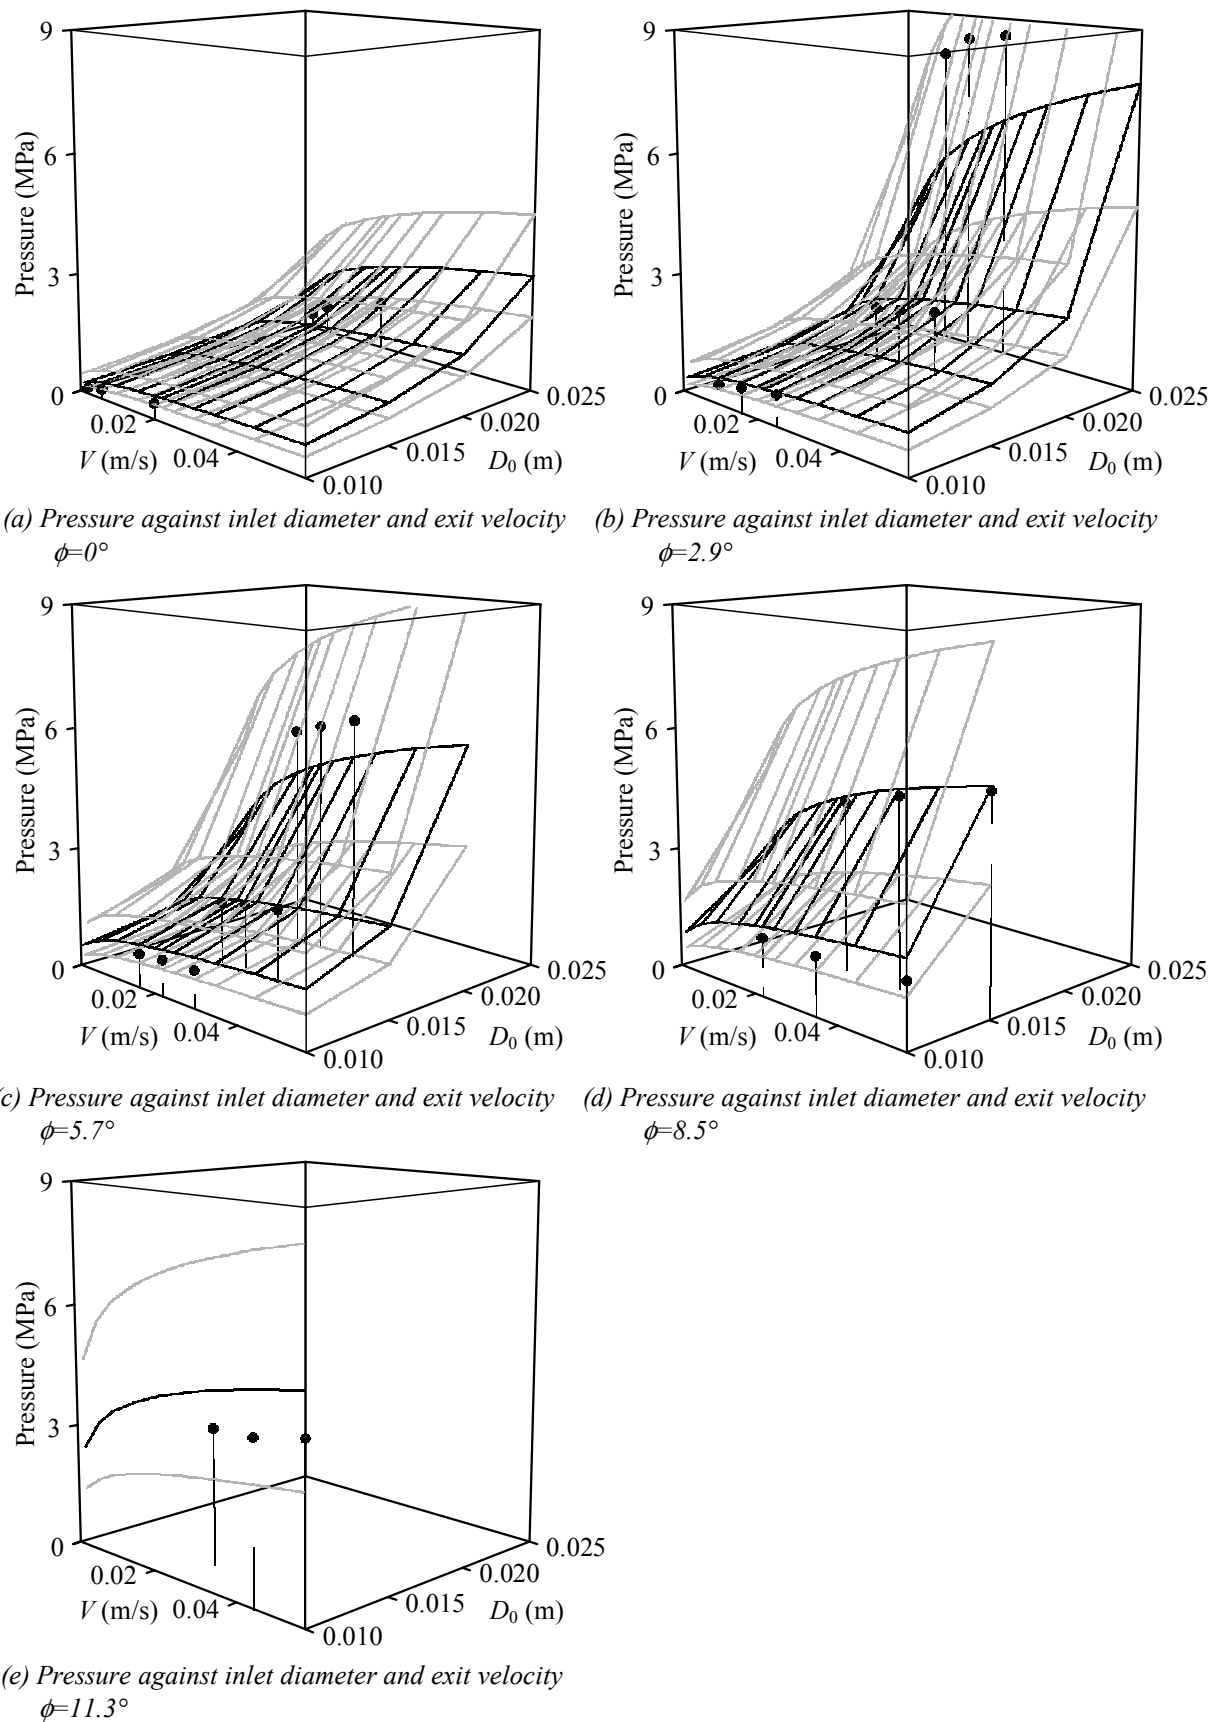 9
6
3
0
Pressure (MPa)
0.02
0.04
V (m/s)
0.010
0.015
0.020
0.025
D0 (m)
(a) Pressure against inlet diameter and exit velocity
ϕ=0°
9
6
3
0
Pressure (MPa)
0.02
0.04
V (m/s)
0.010
0.015
0.020
0.025
D0 (m)
(b) Pressure against inlet diameter and exit velocity
ϕ=2.9°
9
6
3
0
Pressure (MPa)
0.02
0.04
V (m/s)
0.010
0.015
0.020
0.025
D0 (m)
(c) Pressure against inlet diameter and exit velocity
ϕ=5.7°
9
6
3
0
Pressure (MPa)
0.02
0.04
V (m/s)
0.010
0.015
0.020
0.025
D0 (m)
(d) Pressure against inlet diameter and exit velocity
ϕ=8.5°
9
6
3
0
Pressure (MPa)
0.02
0.04
V (m/s)
0.010
0.015
0.020
0.025
D0 (m)
(e) Pressure against inlet diameter and exit velocity
ϕ=11.3°